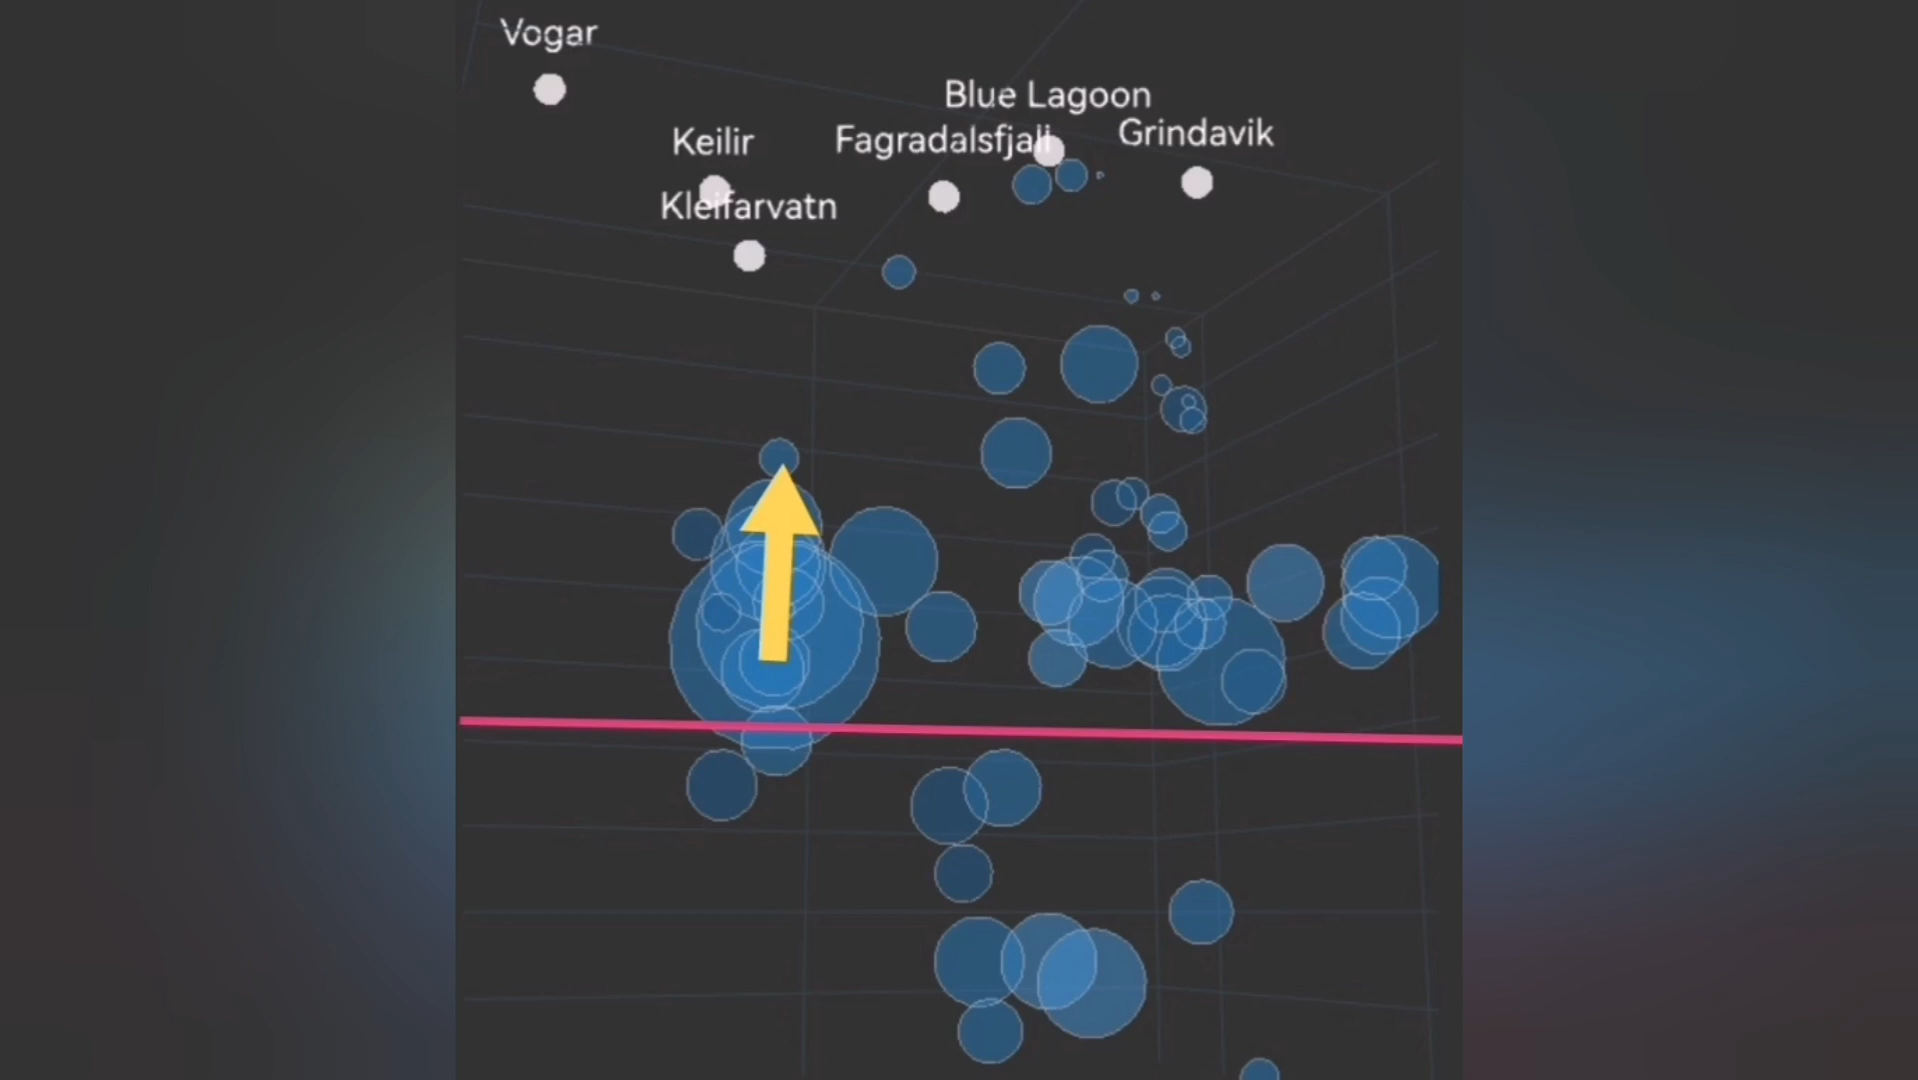 Vogar
Blue Lagoon
Keilir
Fagradalsfjall
Grindavik
Kleifarvatn